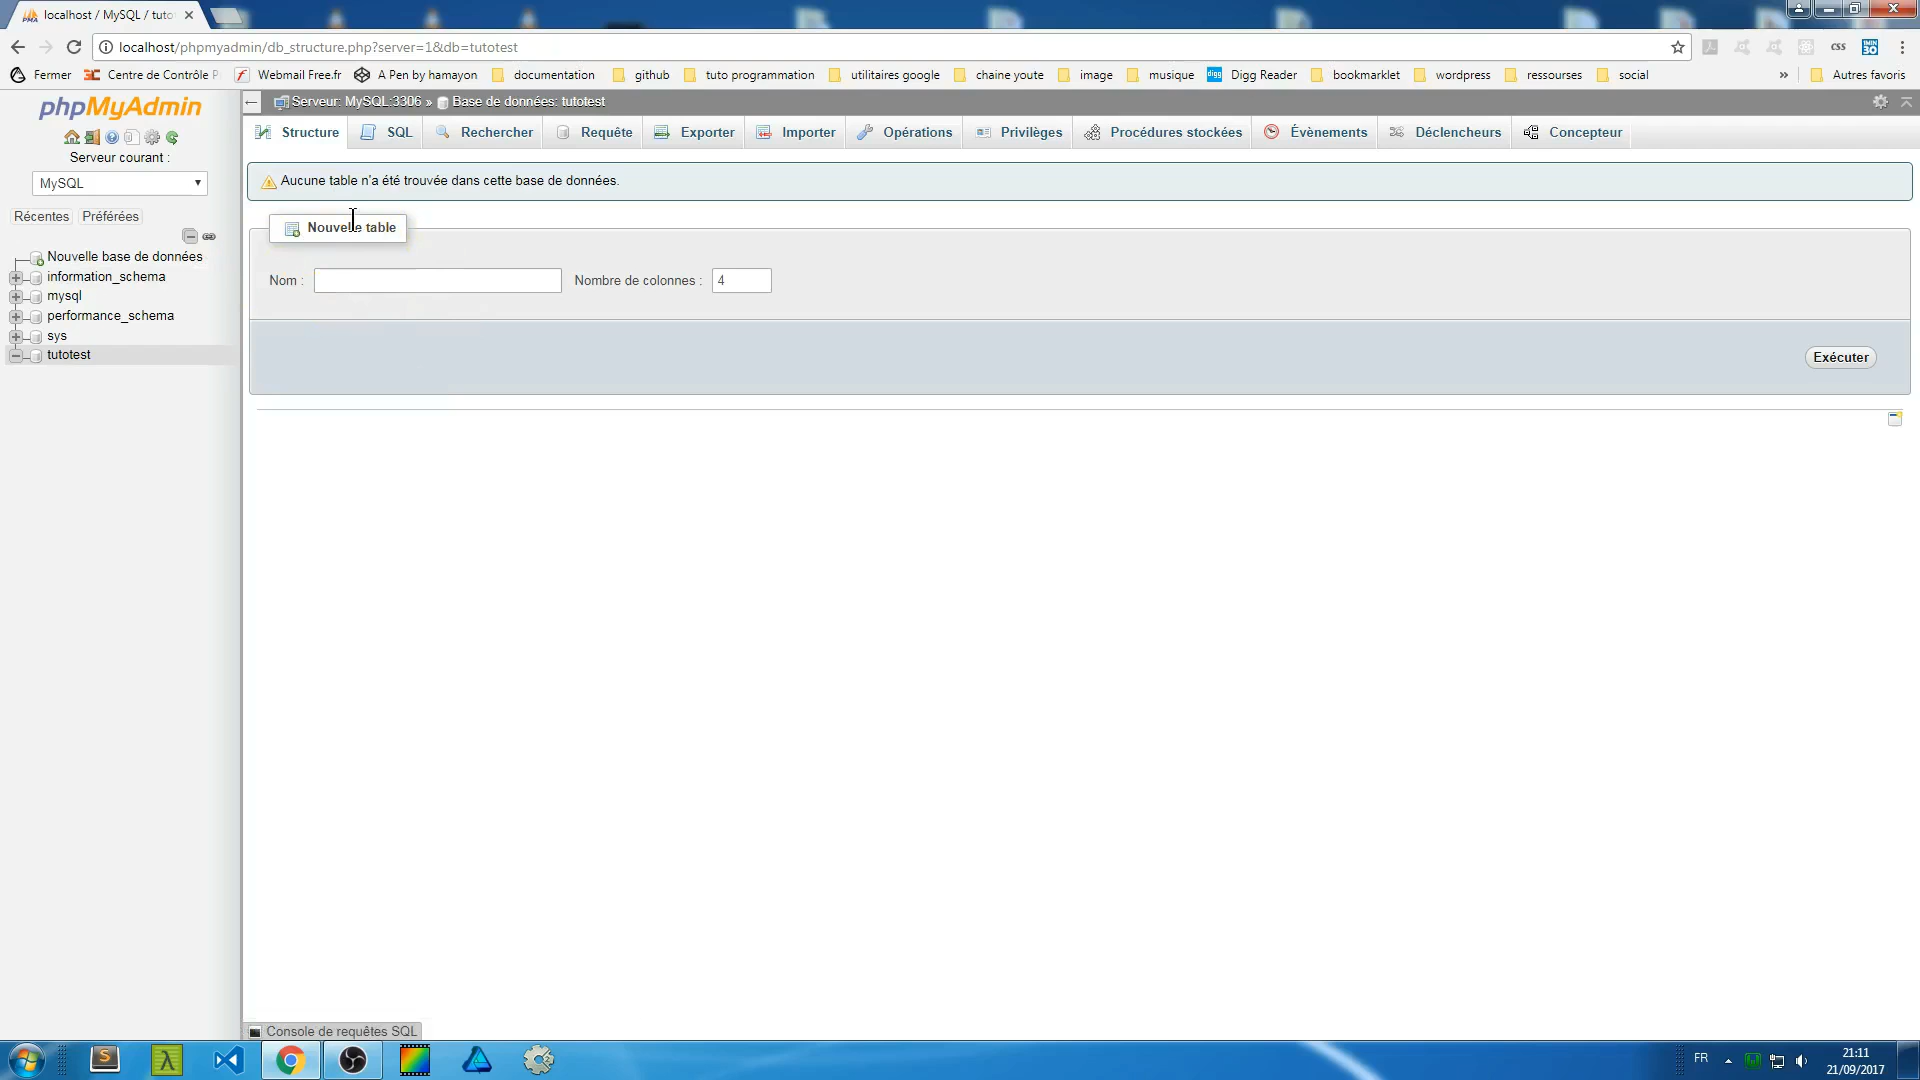 localhost / MySQL / tuto
localhost/phpmyadmin/db_structure.php?server=1&db=tutotest
css
Fermer
Centre de Contrôle P
Webmail Free.fr
A Pen by hamayon
documentation
github
tuto programmation
utilitaires google
chaine youte
image
musique
digg
Digg Reader
bookmarklet
wordpress
ressourses
social
»
Autres favoris
phpMyAdmin
Serveur courant :
MySQL
Récentes
Préférées
Nouvelle base de données
information_schema
mysql
performance_schema
sys
tutotest
Serveur: MySQL:3306 » Base de données: tutotest
Structure
SQL
Rechercher
Requête
Exporter
Importer
Opérations
Privilèges
Procédures stockées
Évènements
Déclencheurs
Concepteur
Aucune table n'a été trouvée dans cette base de données.
Nouvelle table
Nom :
Nombre de colonnes :
4
Exécuter
Console de requêtes SQL
FR
21:11
21/09/2017